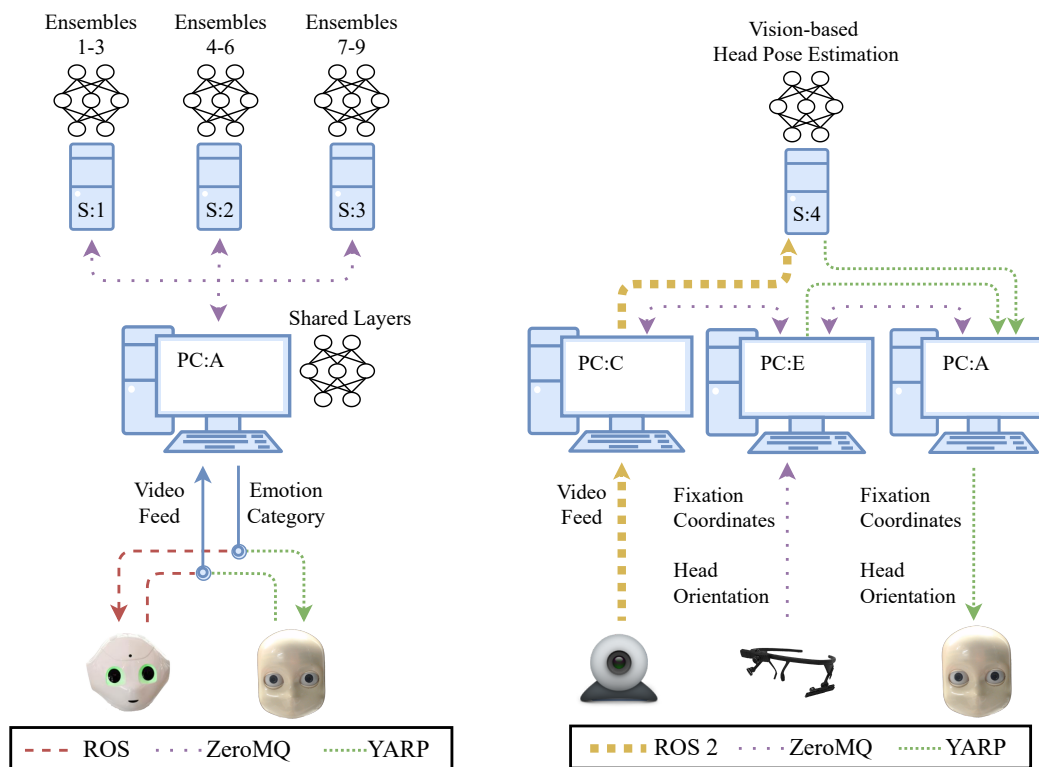 Ensembles
1-3
Ensembles
4-6
Ensembles
7-9
S:1
S:2
S:3
Shared Layers
PC:A
Video
Feed
Emotion
Category
ROS
ZeroMQ
YARP
Vision-based
Head Pose Estimation
S:4
PC:C
PC:E
PC:A
Video
Feed
Fixation
Coordinates
Head
Orientation
Fixation
Coordinates
Head
Orientation
ROS 2
ZeroMQ
YARP